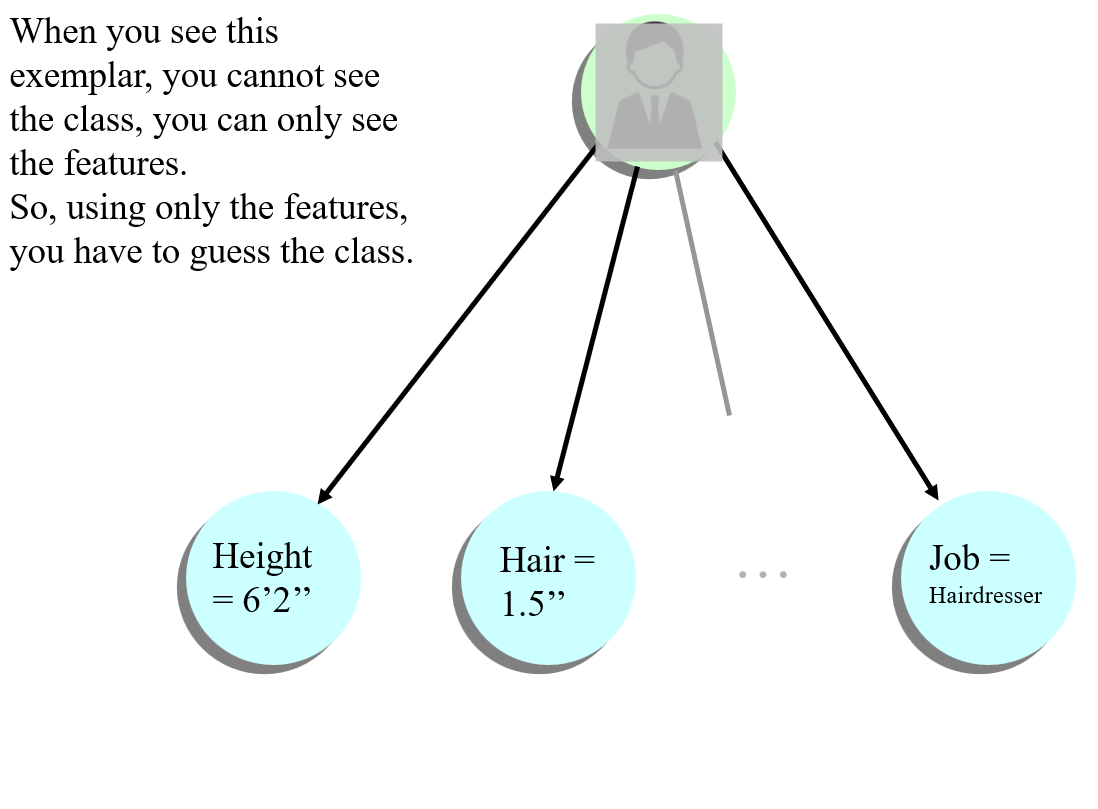 When you see this
exemplar, you cannot see
the class, you can only see
the features.
So, using only the features,
you have to guess the class.
Height
= 6’2”
Hair =
1.5”
...
Job =
Hairdresser